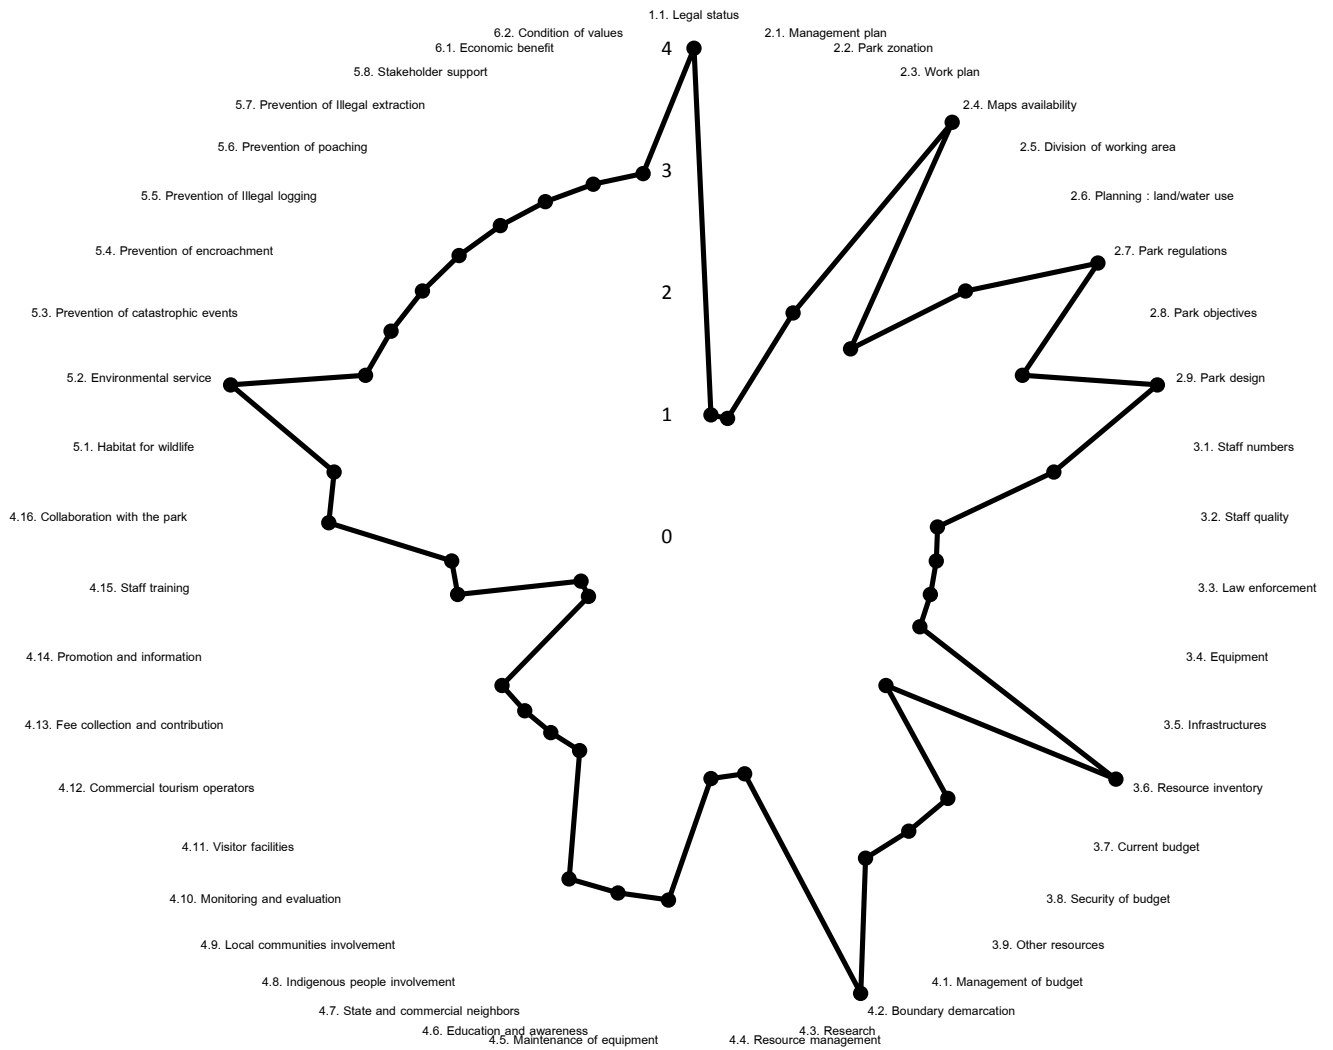 1.1. Legal status
2.1. Management plan
2.2. Park zonation
2.3. Work plan
2.4. Maps availability
2.5. Division of working area
2.6. Planning : land/water use
2.7. Park regulations
2.8. Park objectives
2.9. Park design
3.1. Staff numbers
3.2. Staff quality
3.3. Law enforcement
3.4. Equipment
3.5. Infrastructures
3.6. Resource inventory
3.7. Current budget
3.8. Security of budget
3.9. Other resources
4.1. Management of budget
4.2. Boundary demarcation
4.3. Research
4.4. Resource management
4.5. Maintenance of equipment
4.6. Education and awareness
4.7. State and commercial neighbors
4.8. Indigenous people involvement
4.9. Local communities involvement
4.10. Monitoring and evaluation
4.11. Visitor facilities
4.12. Commercial tourism operators
4.13. Fee collection and contribution
4.14. Promotion and information
4.15. Staff training
4.16. Collaboration with the park
5.1. Habitat for wildlife
5.2. Environmental service
5.3. Prevention of catastrophic events
5.4. Prevention of encroachment
5.5. Prevention of Illegal logging
5.6. Prevention of poaching
5.7. Prevention of Illegal extraction
5.8. Stakeholder support
6.1. Economic benefit
6.2. Condition of values
4
3
2
1
0